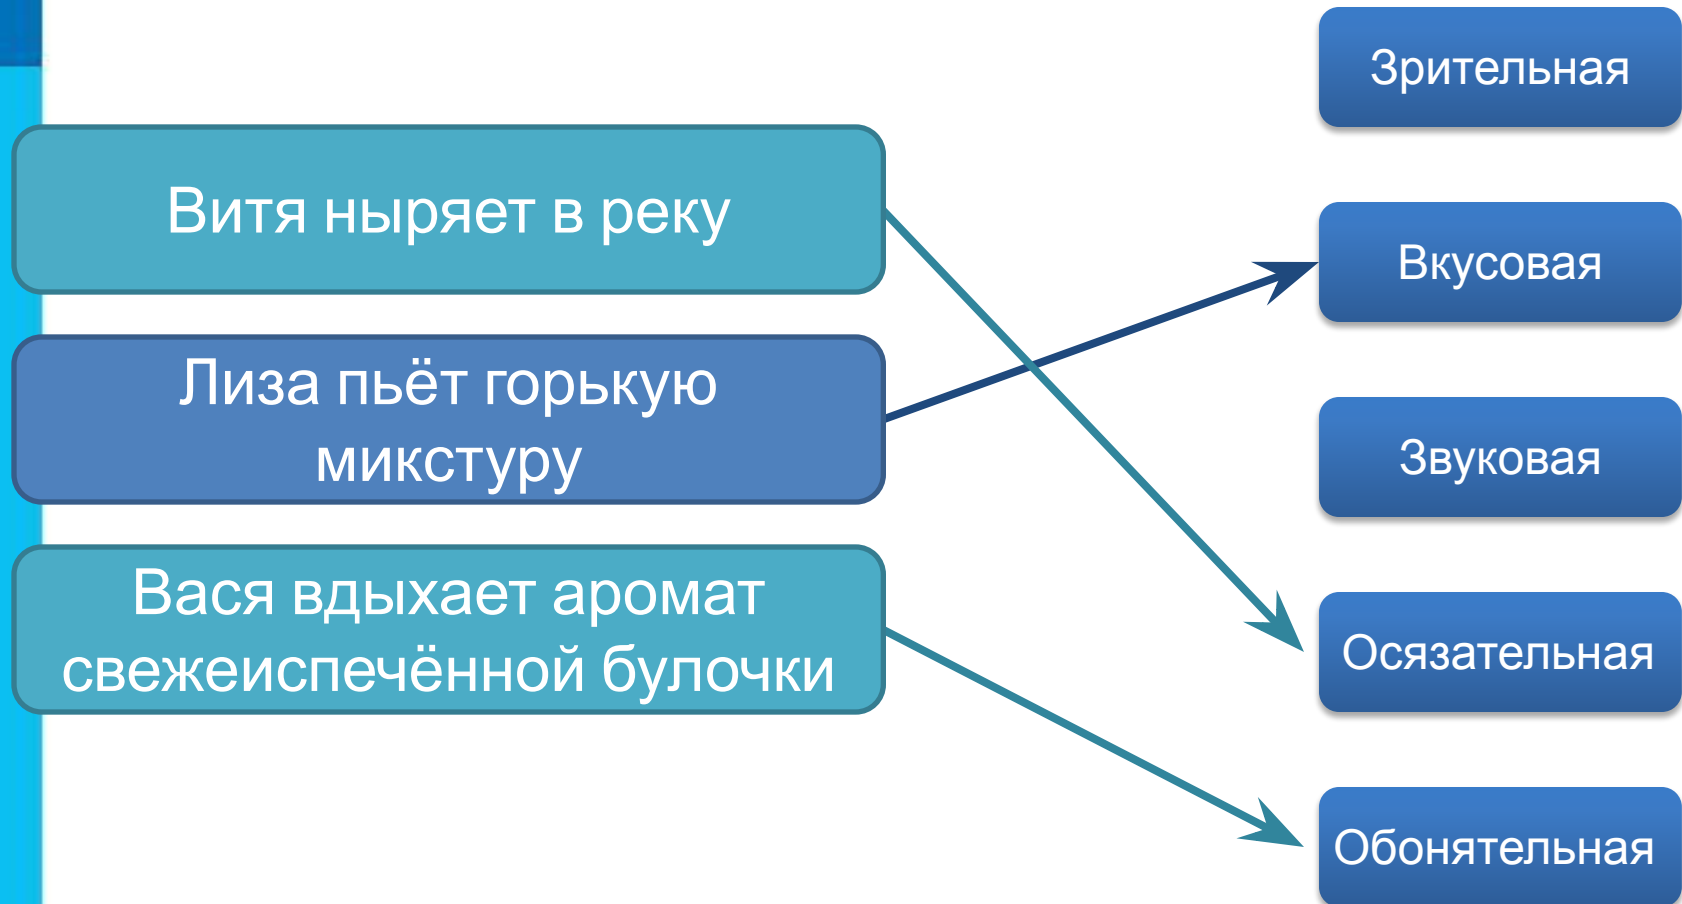 Витя ныряет в реку
Лиза пьёт горькую
микстуру
Вася вдыхает аромат
свежеиспечённой булочки
Зрительная
Вкусовая
Звуковая
Осязательная
Обонятельная